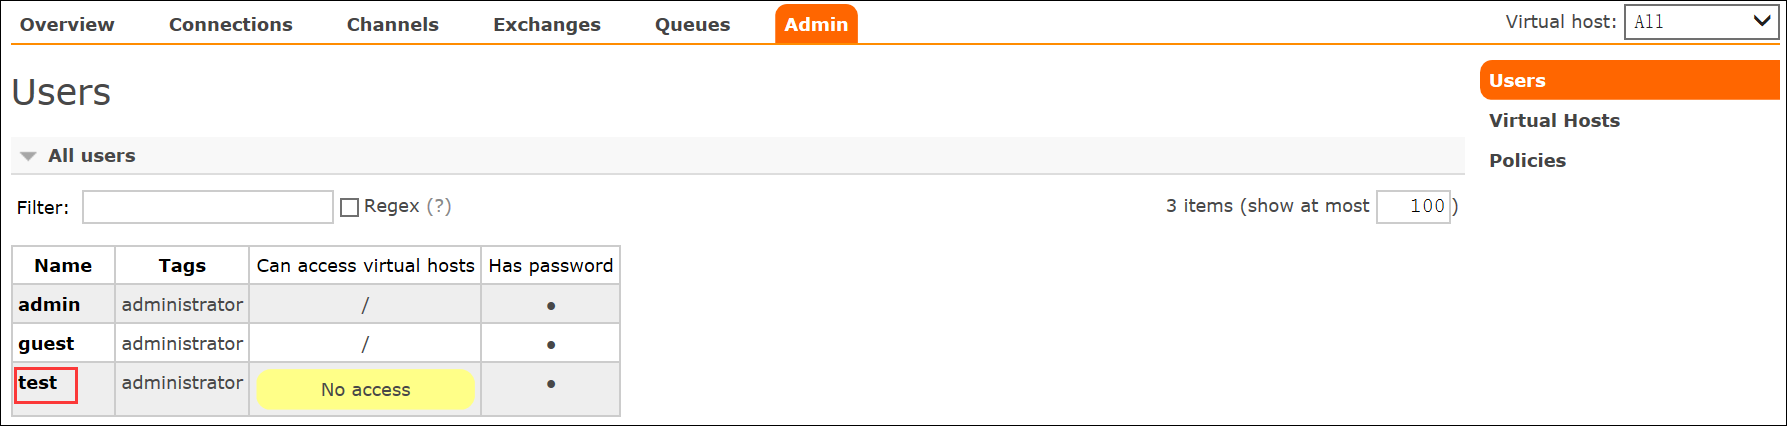 Overview Connections Channels Exchanges Queues Admin Virtual host: All
Users
Users
Virtual Hosts
Policies
All users
Filter: Regex (?) 3 items (show at most 100 )
Name Tags Can access virtual hosts Has password
admin administrator / ●
guest administrator / ●
test administrator No access ●